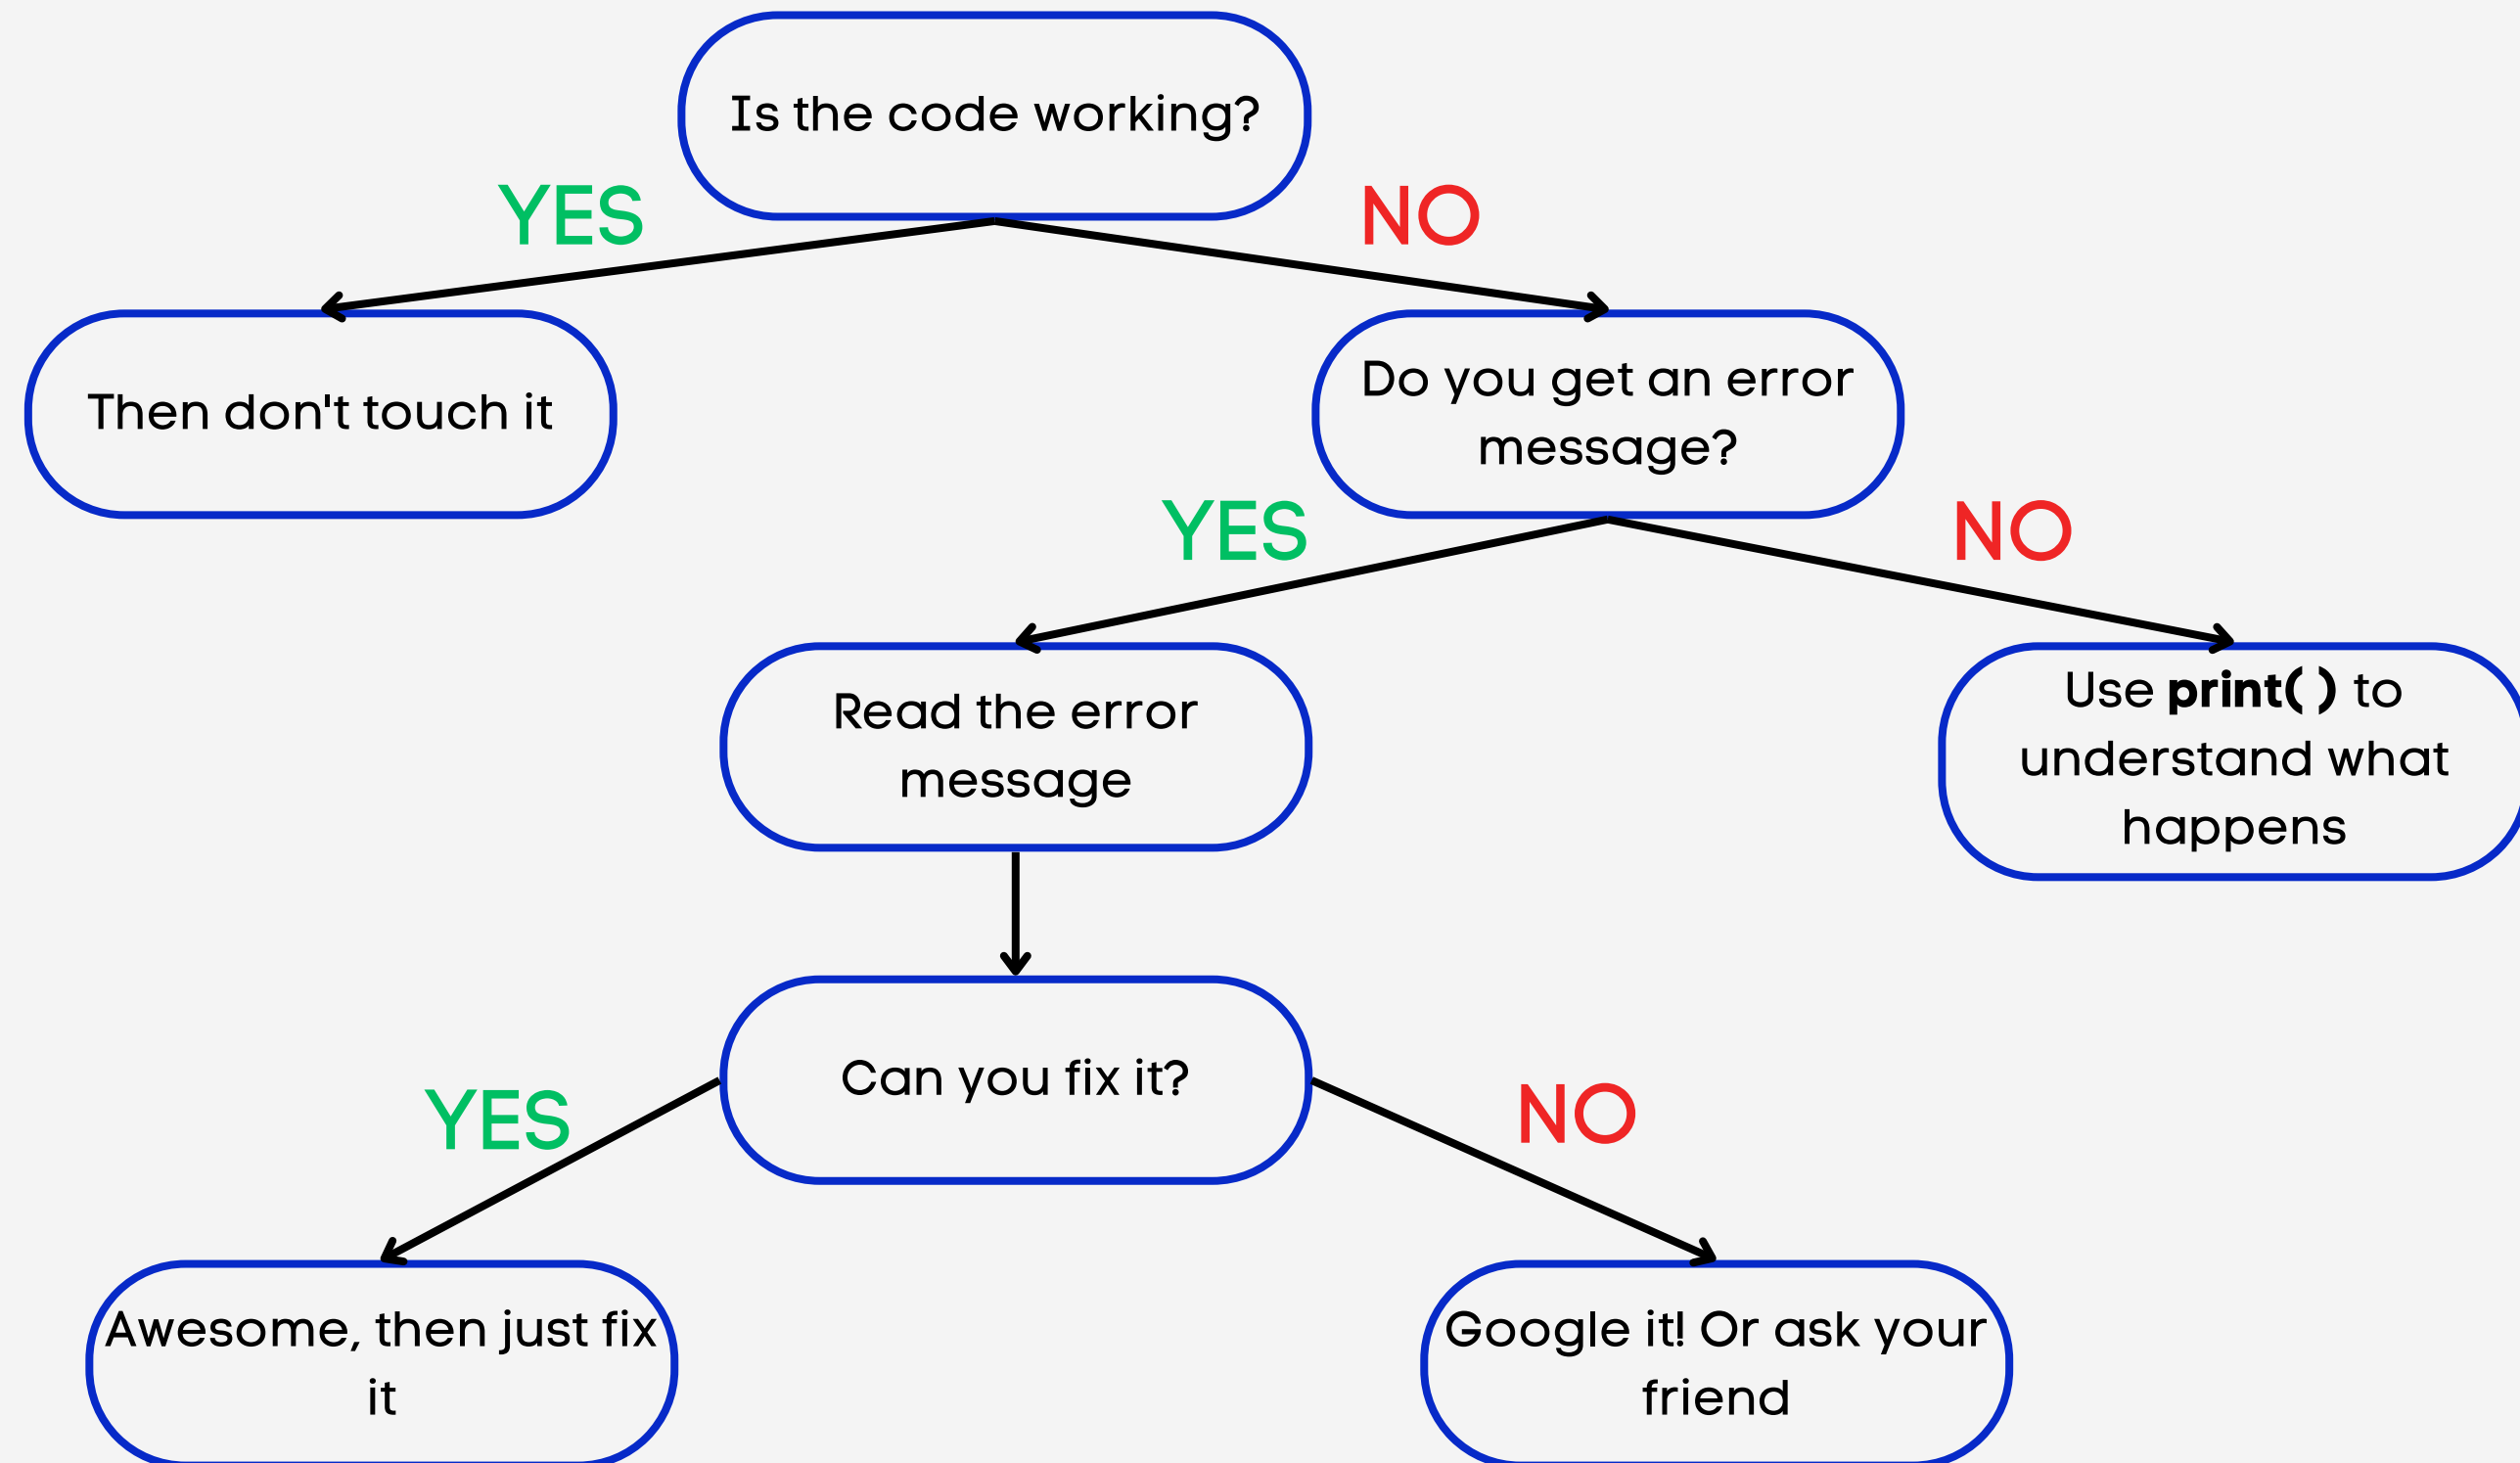 Is the code working?
YES
NO
Then don't touch it
Do you get an error
message?
YES
NO
Read the error
message
Use print() to
understand what
happens
Can you fix it?
YES
NO
Awesome, then just fix
it
Google it! Or ask your
friend